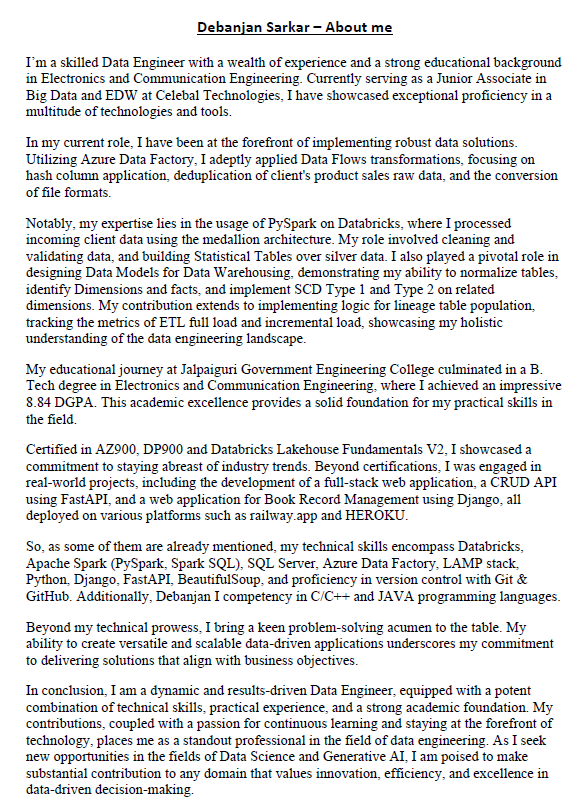 Debanjan Sarkar – About me
I’m a skilled Data Engineer with a wealth of experience and a strong educational background
in Electronics and Communication Engineering. Currently serving as a Junior Associate in
Big Data and EDW at Celebal Technologies, I have showcased exceptional proficiency in a
multitude of technologies and tools.
In my current role, I have been at the forefront of implementing robust data solutions.
Utilizing Azure Data Factory, I adeptly applied Data Flows transformations, focusing on
hash column application, deduplication of client's product sales raw data, and the conversion
of file formats.
Notably, my expertise lies in the usage of PySpark on Databricks, where I processed
incoming client data using the medallion architecture. My role involved cleaning and
validating data, and building Statistical Tables over silver data. I also played a pivotal role in
designing Data Models for Data Warehousing, demonstrating my ability to normalize tables,
identify Dimensions and facts, and implement SCD Type 1 and Type 2 on related
dimensions. My contribution extends to implementing logic for lineage table population,
tracking the metrics of ETL full load and incremental load, showcasing my holistic
understanding of the data engineering landscape.
My educational journey at Jalpaiguri Government Engineering College culminated in a B.
Tech degree in Electronics and Communication Engineering, where I achieved an impressive
8.84 DGPA. This academic excellence provides a solid foundation for my practical skills in
the field.
Certified in AZ900, DP900 and Databricks Lakehouse Fundamentals V2, I showcased a
commitment to staying abreast of industry trends. Beyond certifications, I was engaged in
real-world projects, including the development of a full-stack web application, a CRUD API
using FastAPI, and a web application for Book Record Management using Django, all
deployed on various platforms such as railway.app and HEROKU.
So, as some of them are already mentioned, my technical skills encompass Databricks,
Apache Spark (PySpark, Spark SQL), SQL Server, Azure Data Factory, LAMP stack,
Python, Django, FastAPI, BeautifulSoup, and proficiency in version control with Git &
GitHub. Additionally, Debanjan I competency in C/C++ and JAVA programming languages.
Beyond my technical prowess, I bring a keen problem-solving acumen to the table. My
ability to create versatile and scalable data-driven applications underscores my commitment
to delivering solutions that align with business objectives.
In conclusion, I am a dynamic and results-driven Data Engineer, equipped with a potent
combination of technical skills, practical experience, and a strong academic foundation. My
contributions, coupled with a passion for continuous learning and staying at the forefront of
technology, places me as a standout professional in the field of data engineering. As I seek
new opportunities in the fields of Data Science and Generative AI, I am poised to make
substantial contribution to any domain that values innovation, efficiency, and excellence in
data-driven decision-making.